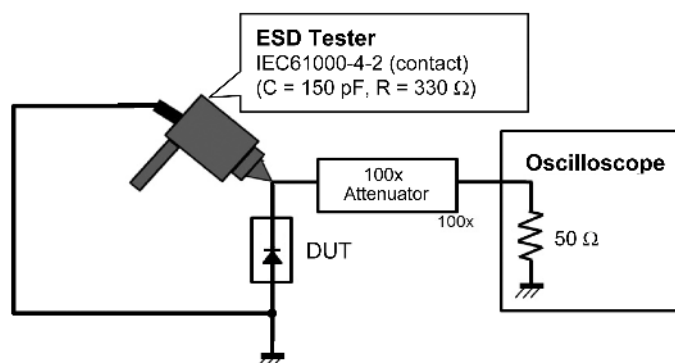 ESD Tester
IEC61000-4-2 (contact)
(C = 150 pF, R = 330 Ω)
Oscilloscope
100x
Attenuator
100x
50 Ω
DUT